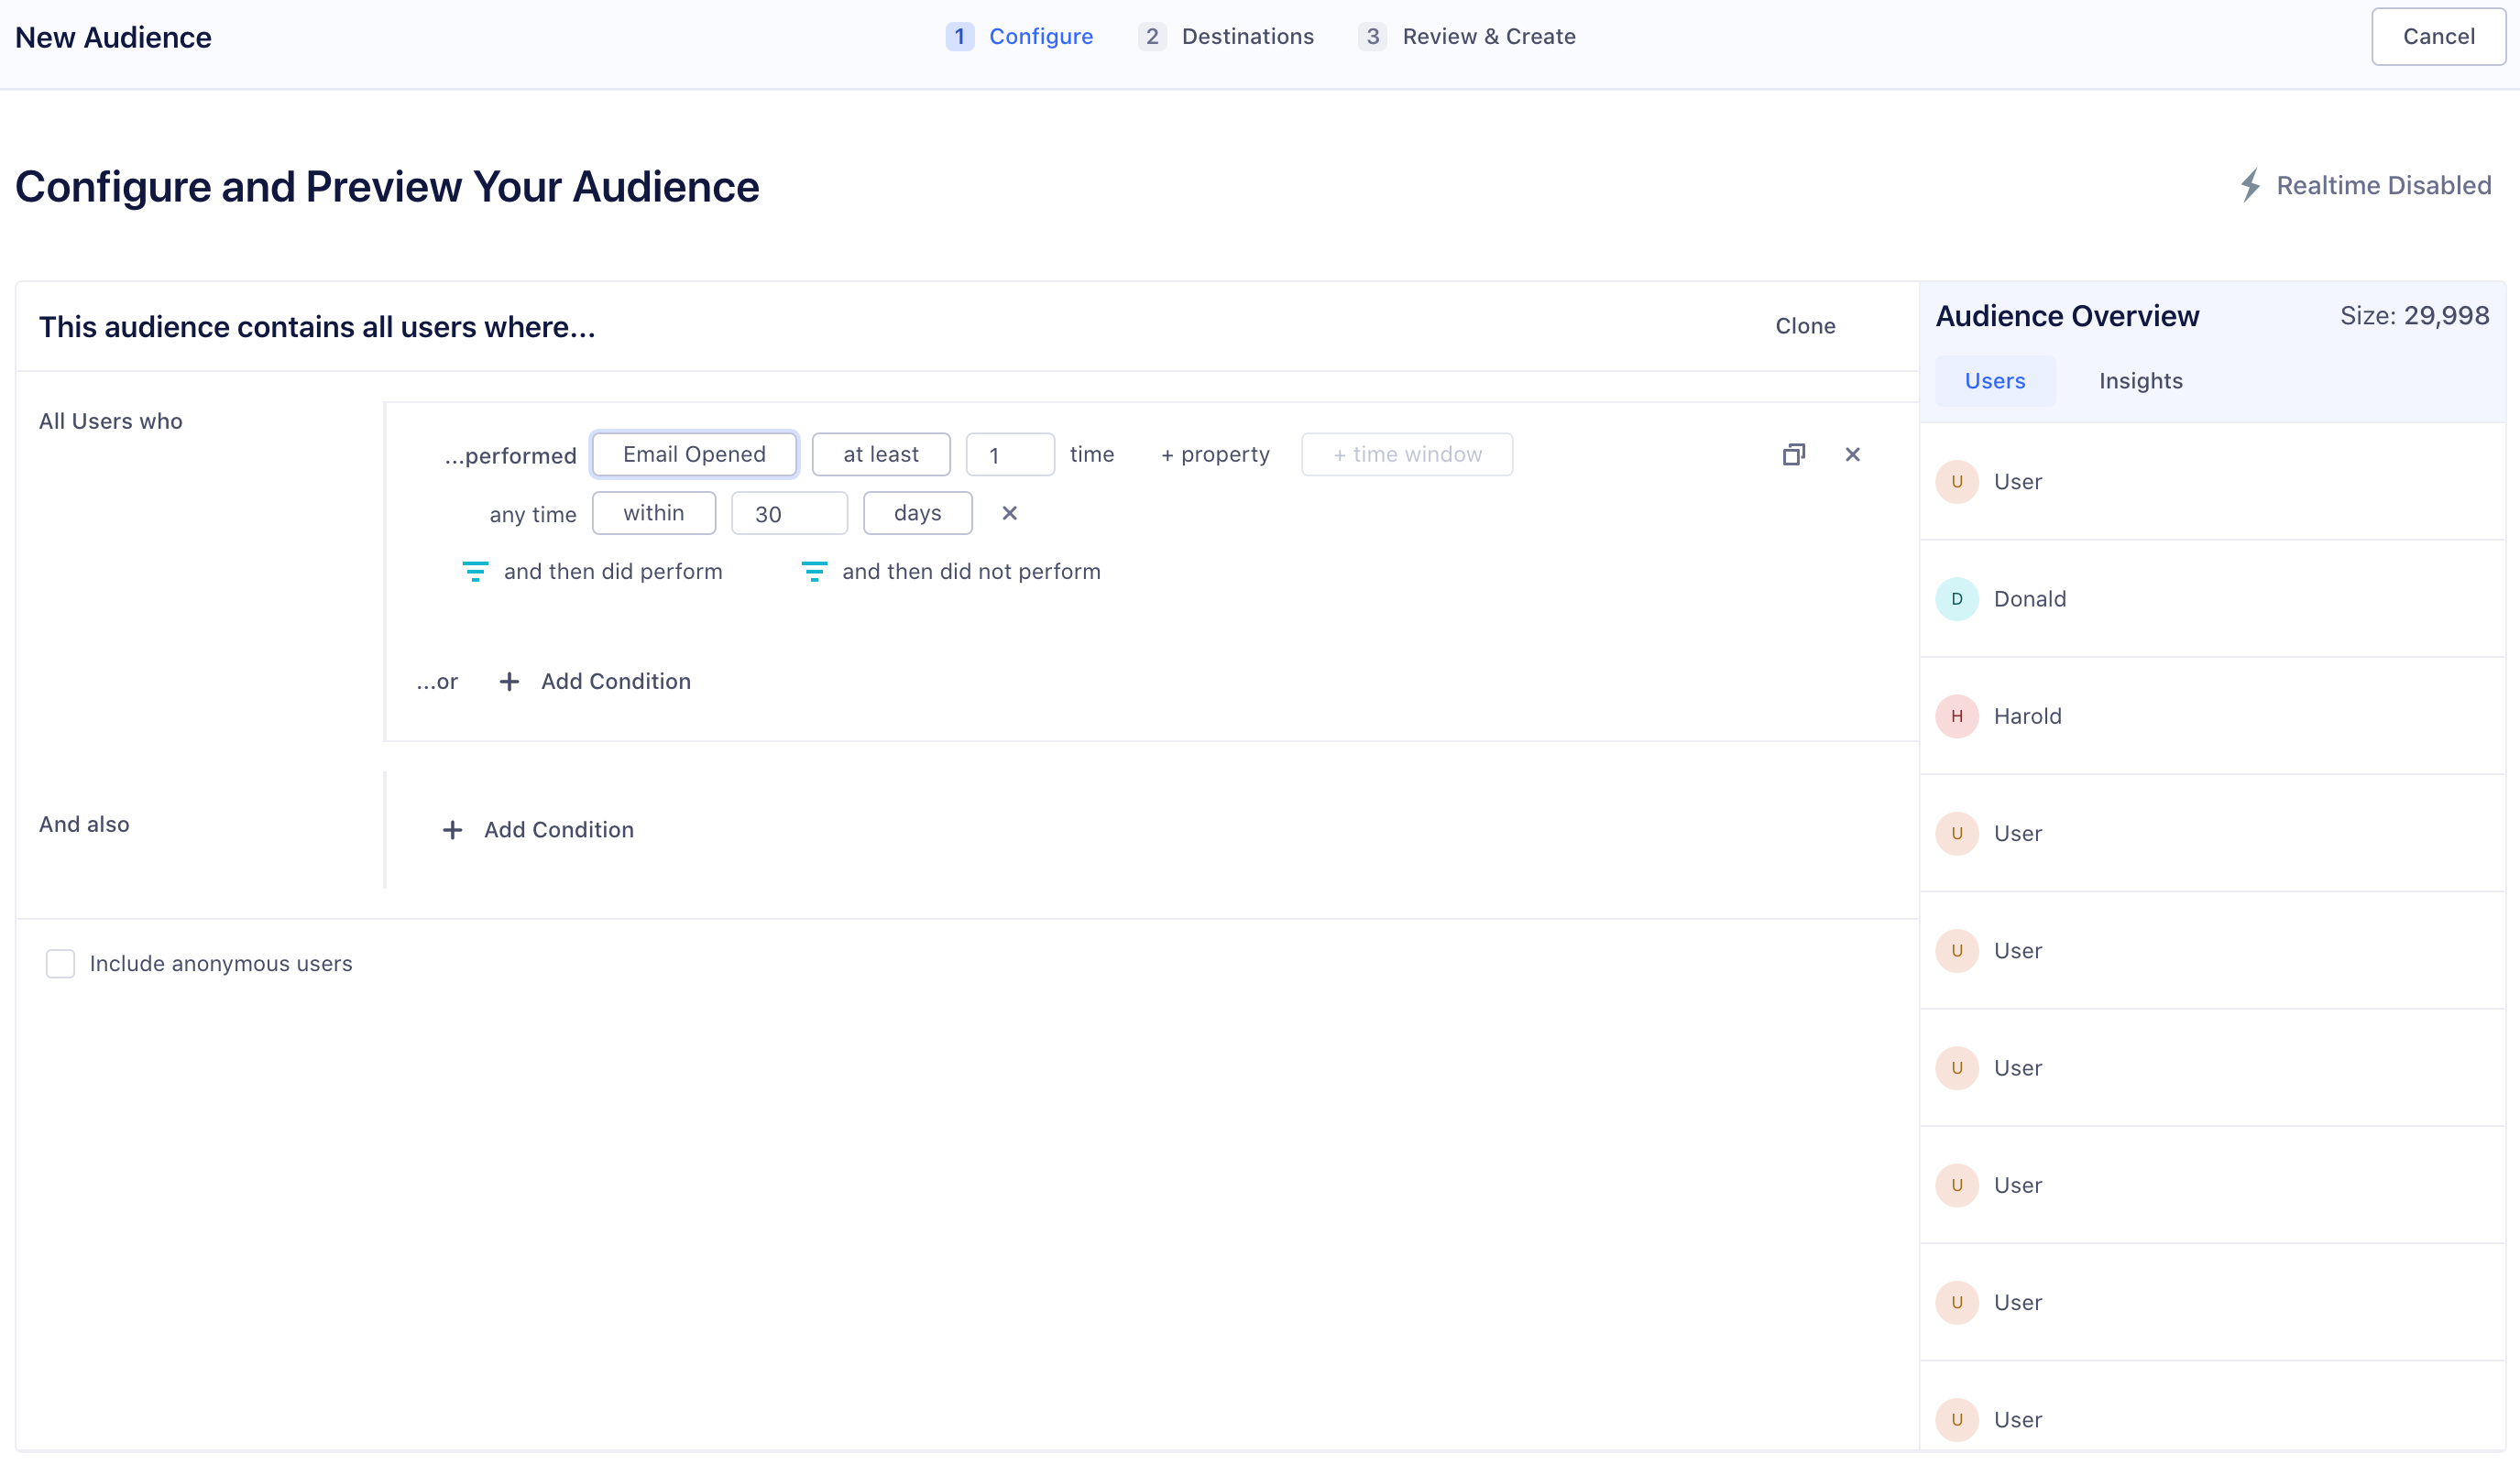 New Audience
1 Configure 2 Destinations 3 Review & Create
Cancel
Configure and Preview Your Audience
Realtime Disabled
This audience contains all users where...
Clone
All Users who
...performed Email Opened at least 1 time + property + time window
any time within 30 days
and then did perform and then did not perform
...or + Add Condition
And also
+ Add Condition
Include anonymous users
Audience Overview Size: 29,998
Users Insights
U User
D Donald
H Harold
U User
U User
U User
U User
U User
U User